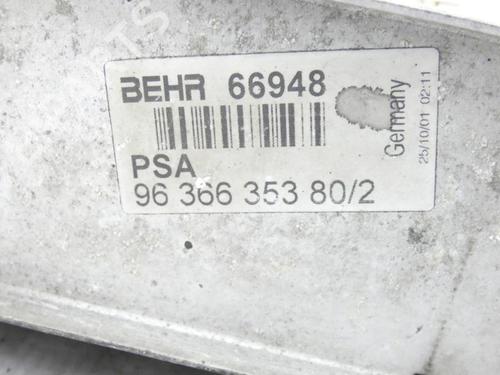 BEHR 66948
PSA
96 366 353 80/2
Germany
25/10/01 02:11